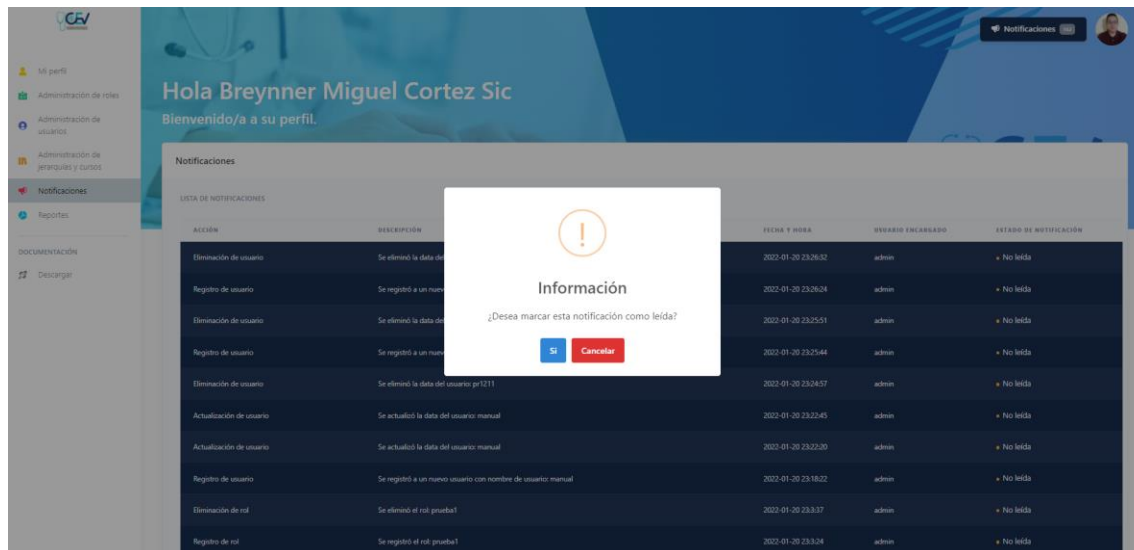 CEV
Notificaciones
Mi perfil
Administración de roles
Administración de
usuarios
Administración de
jerarquías y cursos
Notificaciones
Reportes
DOCUMENTACIÓN
Descargar
Hola Breynner Miguel Cortez Sic
Bienvenido/a a su perfil.
Notificaciones
LISTA DE NOTIFICACIONES
ACCIÓN DESCRIPCIÓN FECHA Y HORA USUARIO ENCARGADO ESTADO DE NOTIFICACIÓN
Eliminación de usuario Se eliminó la data del 2022-01-20 23:26:32 admin No leída
Registro de usuario Se registró a un nuev 2022-01-20 23:26:24 admin No leída
Eliminación de usuario Se eliminó la data del 2022-01-20 23:25:51 admin No leída
Registro de usuario Se registró a un nuev 2022-01-20 23:25:44 admin No leída
Eliminación de usuario Se eliminó la data del usuario: pr1211 2022-01-20 23:24:57 admin No leída
Actualización de usuario Se actualizó la data del usuario: manual 2022-01-20 23:22:45 admin No leída
Actualización de usuario Se actualizó la data del usuario: manual 2022-01-20 23:22:20 admin No leída
Registro de usuario Se registró a un nuevo usuario con nombre de usuario: manual 2022-01-20 23:18:22 admin No leída
Eliminación de rol Se eliminó el rol: prueba1 2022-01-20 23:3:37 admin No leída
Registro de rol Se registró el rol: prueba1 2022-01-20 23:3:24 admin No leída
!
Información
¿Desea marcar esta notificación como leída?
Si Cancelar